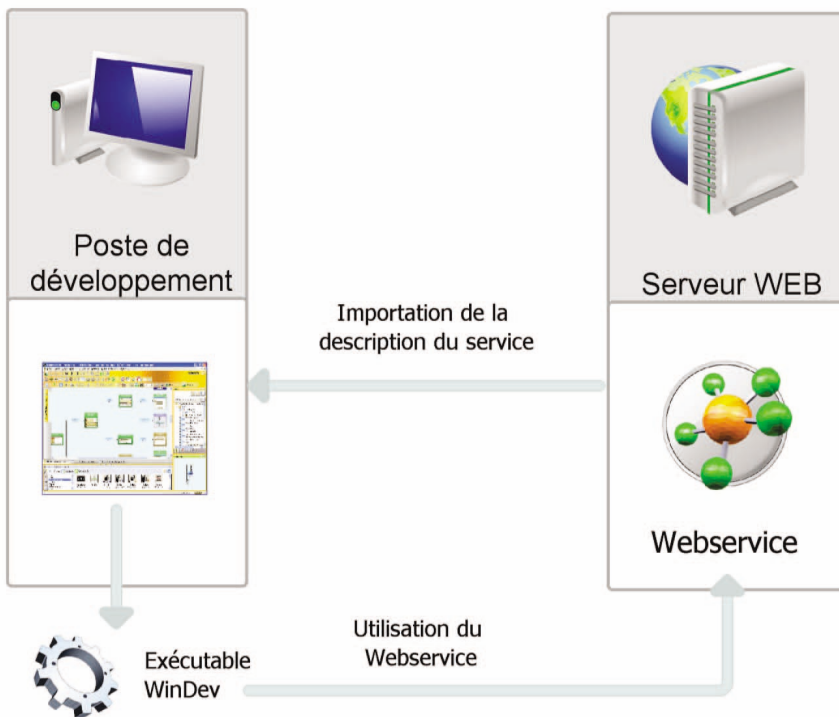 Poste de
développement
Serveur WEB
Importation de la
description du service
Webservice
Utilisation du
Webservice
Exécutable
WinDev